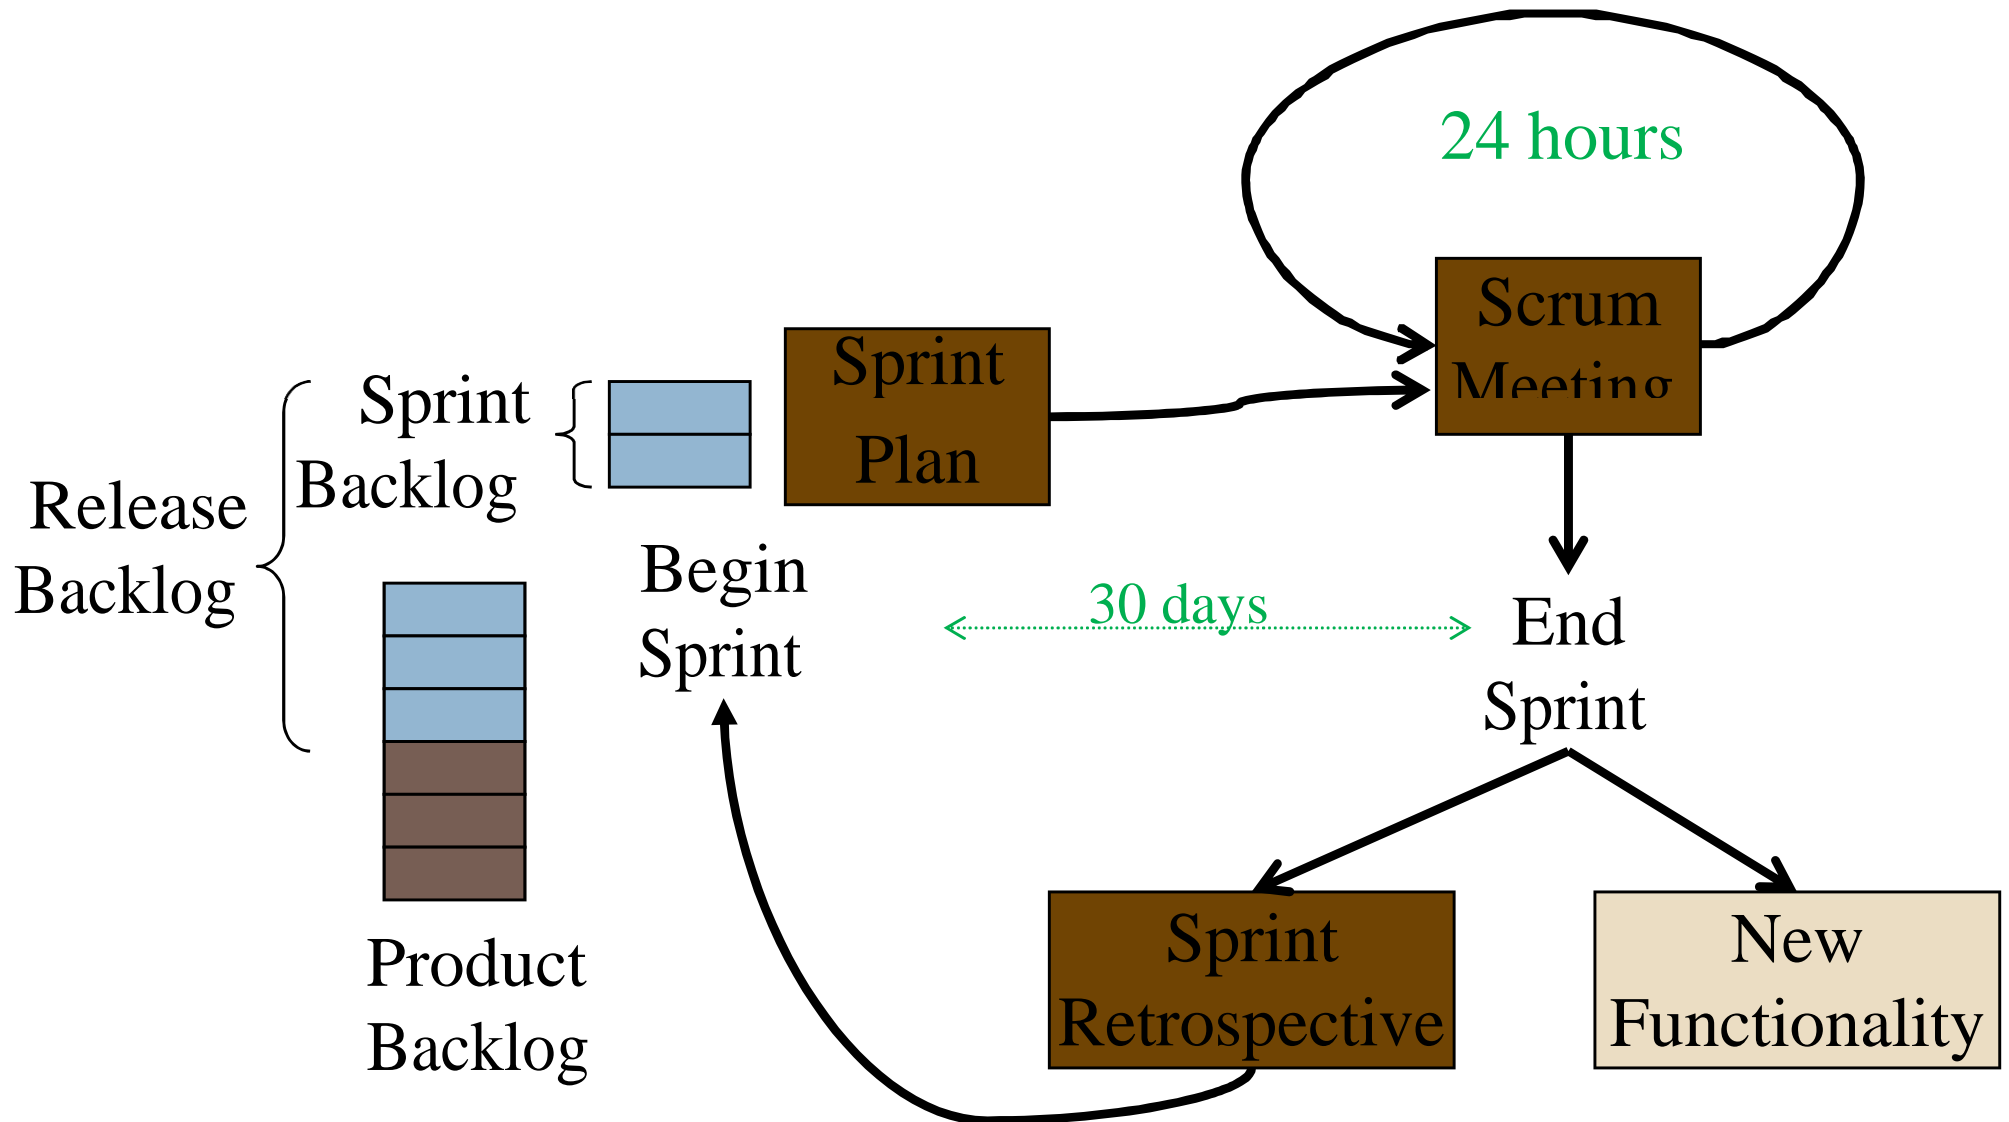 24 hours
Scrum
Meeting
Sprint
Plan
Sprint
Backlog
Release
Backlog
Begin
Sprint
30 days
End
Sprint
Product
Backlog
Sprint
Retrospective
New
Functionality